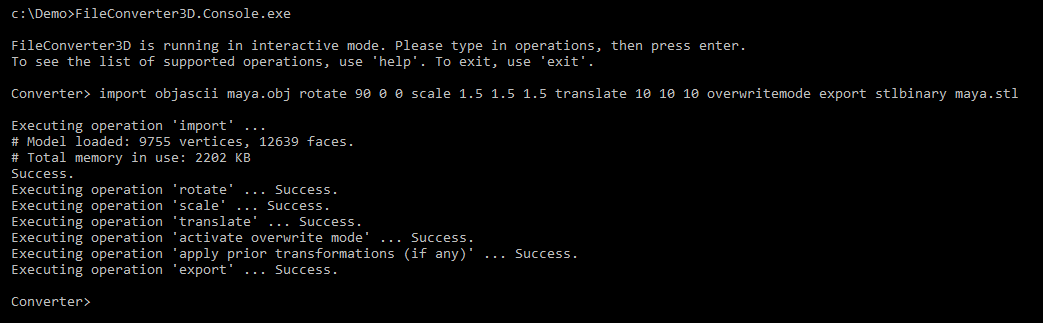 c:\Demo>FileConverter3D.Console.exe
FileConverter3D is running in interactive mode. Please type in operations, then press enter.
To see the list of supported operations, use 'help'. To exit, use 'exit'.
Converter> import objascii maya.obj rotate 90 0 0 scale 1.5 1.5 1.5 translate 10 10 10 overwritemode export stlbinary maya.stl
Executing operation 'import' ...
# Model loaded: 9755 vertices, 12639 faces.
# Total memory in use: 2202 KB
Success.
Executing operation 'rotate' ... Success.
Executing operation 'scale' ... Success.
Executing operation 'translate' ... Success.
Executing operation 'activate overwrite mode' ... Success.
Executing operation 'apply prior transformations (if any)' ... Success.
Executing operation 'export' ... Success.
Converter>